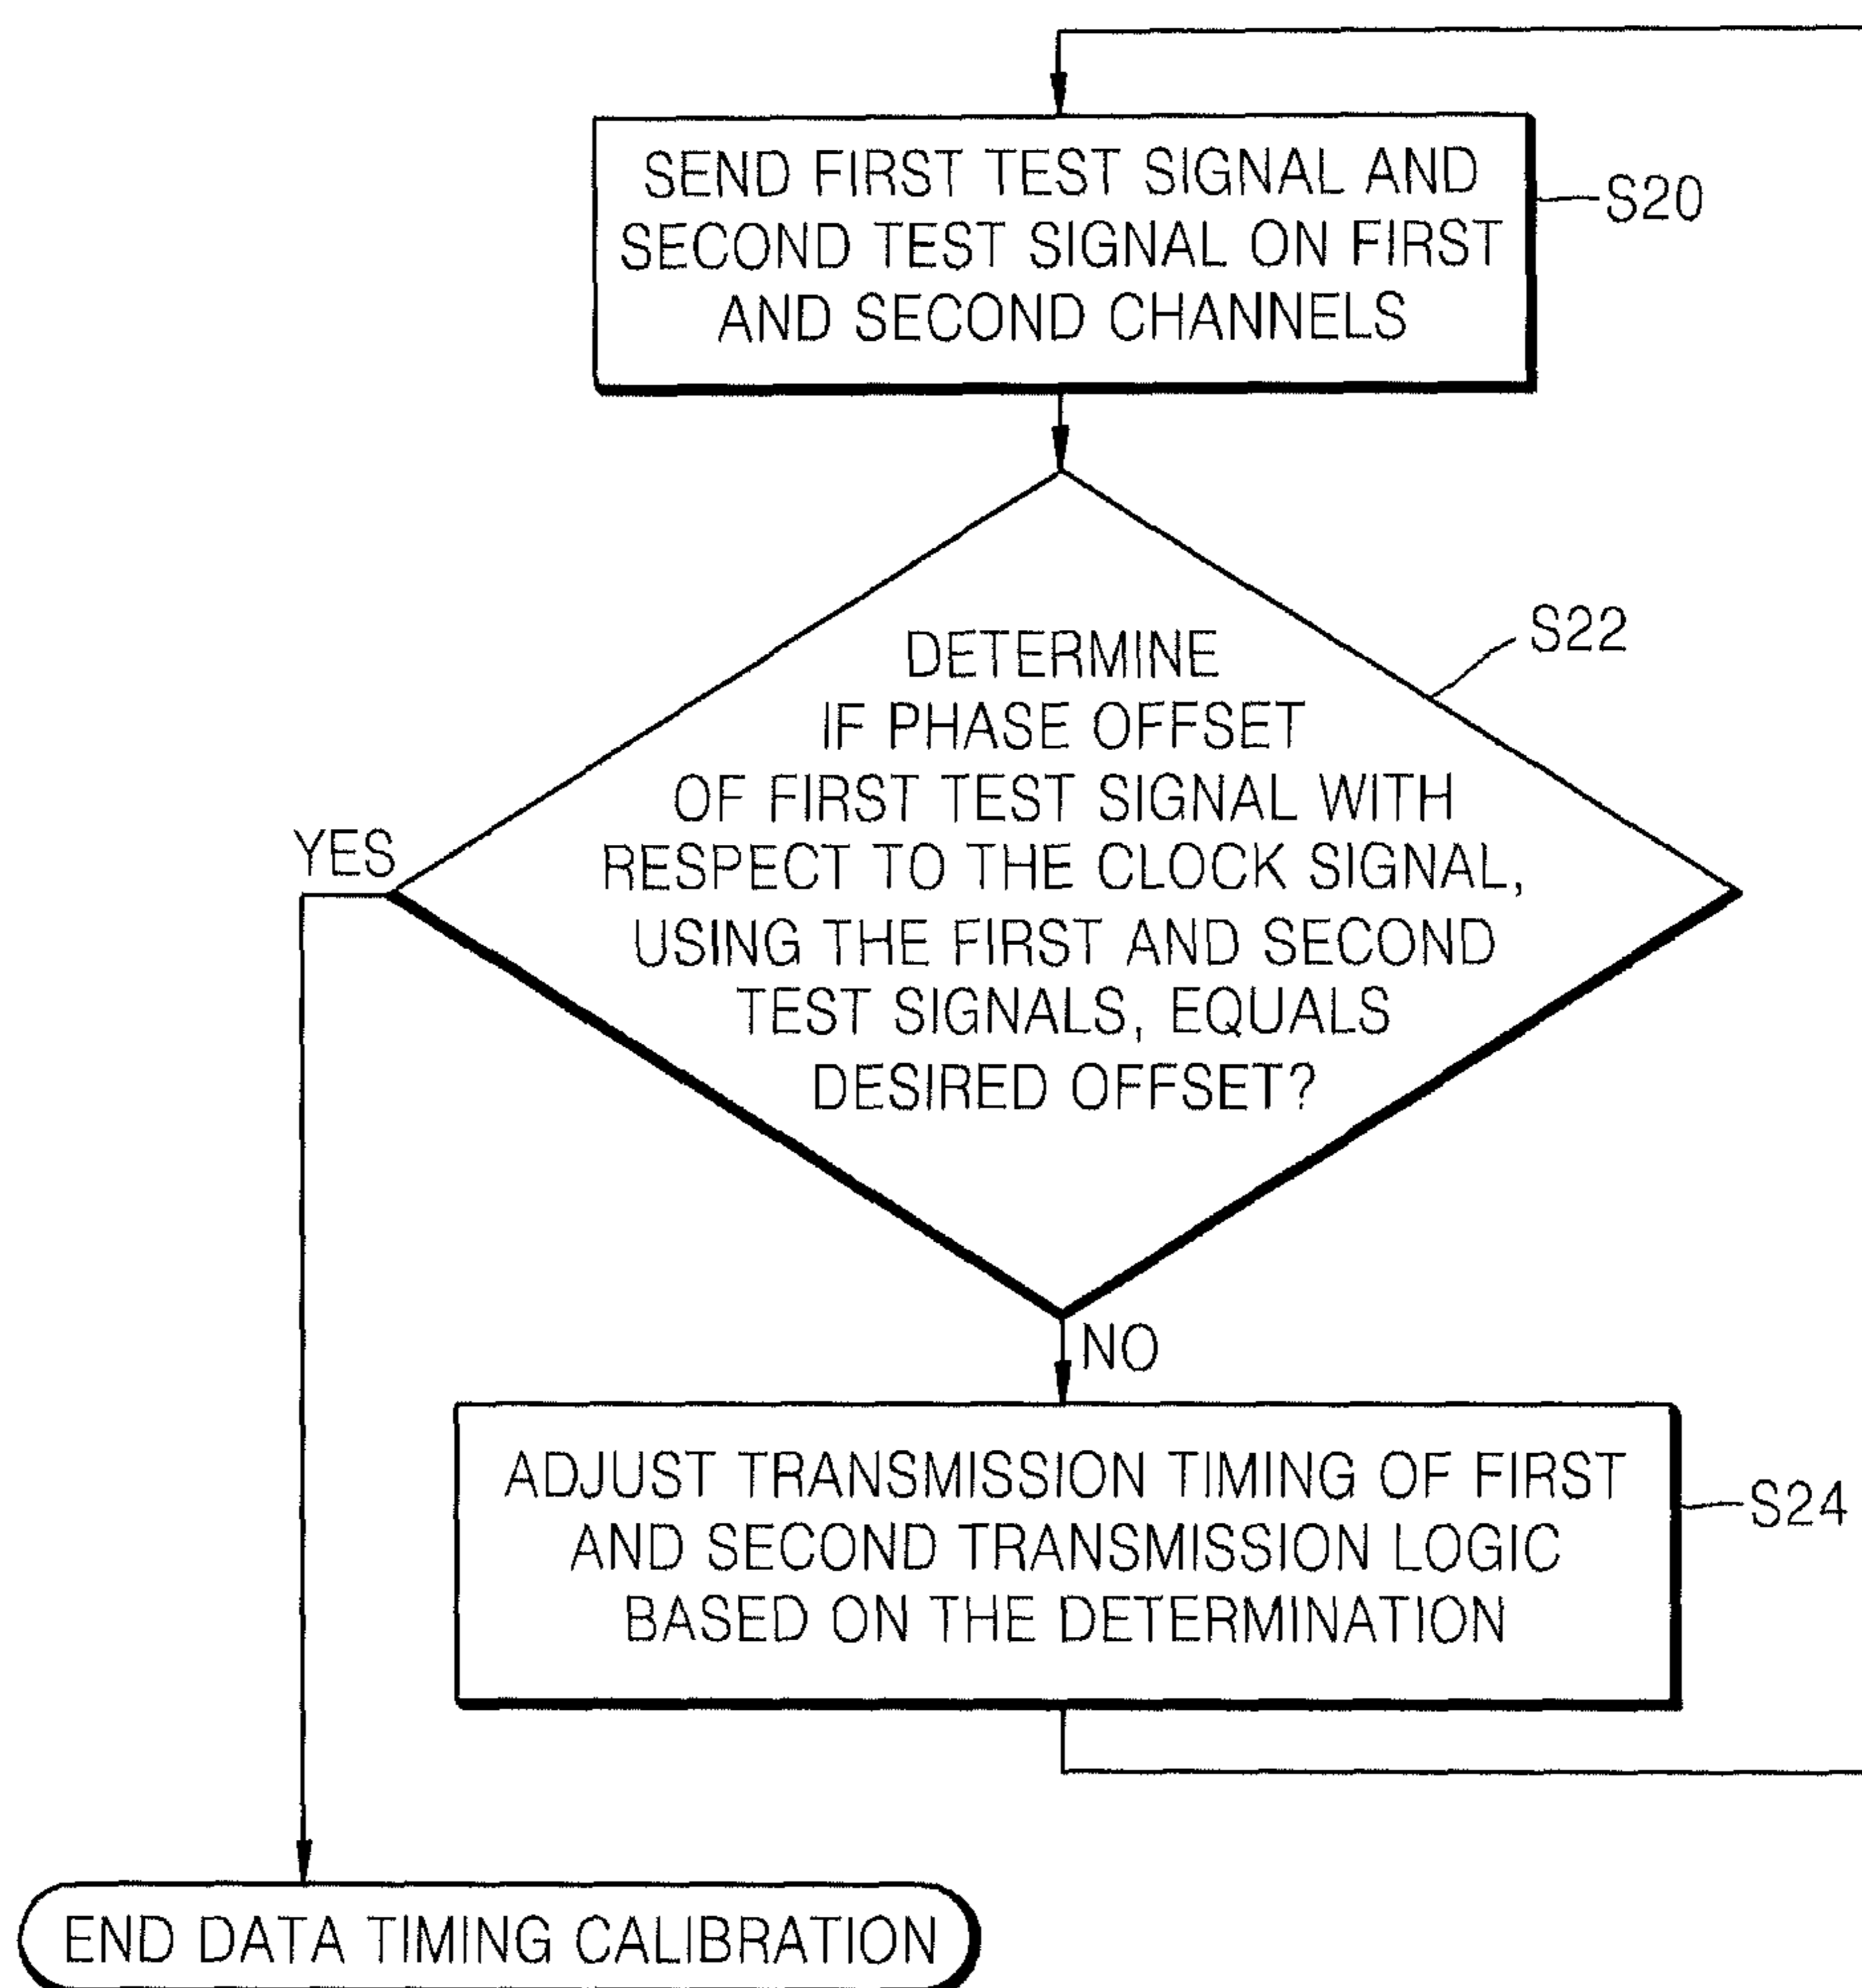 SEND FIRST TEST SIGNAL AND
SECOND TEST SIGNAL ON FIRST
AND SECOND CHANNELS
S20
DETERMINE
IF PHASE OFFSET
OF FIRST TEST SIGNAL WITH
RESPECT TO THE CLOCK SIGNAL,
USING THE FIRST AND SECOND
TEST SIGNALS, EQUALS
DESIRED OFFSET?
S22
YES
NO
ADJUST TRANSMISSION TIMING OF FIRST
AND SECOND TRANSMISSION LOGIC
BASED ON THE DETERMINATION
S24
END DATA TIMING CALIBRATION